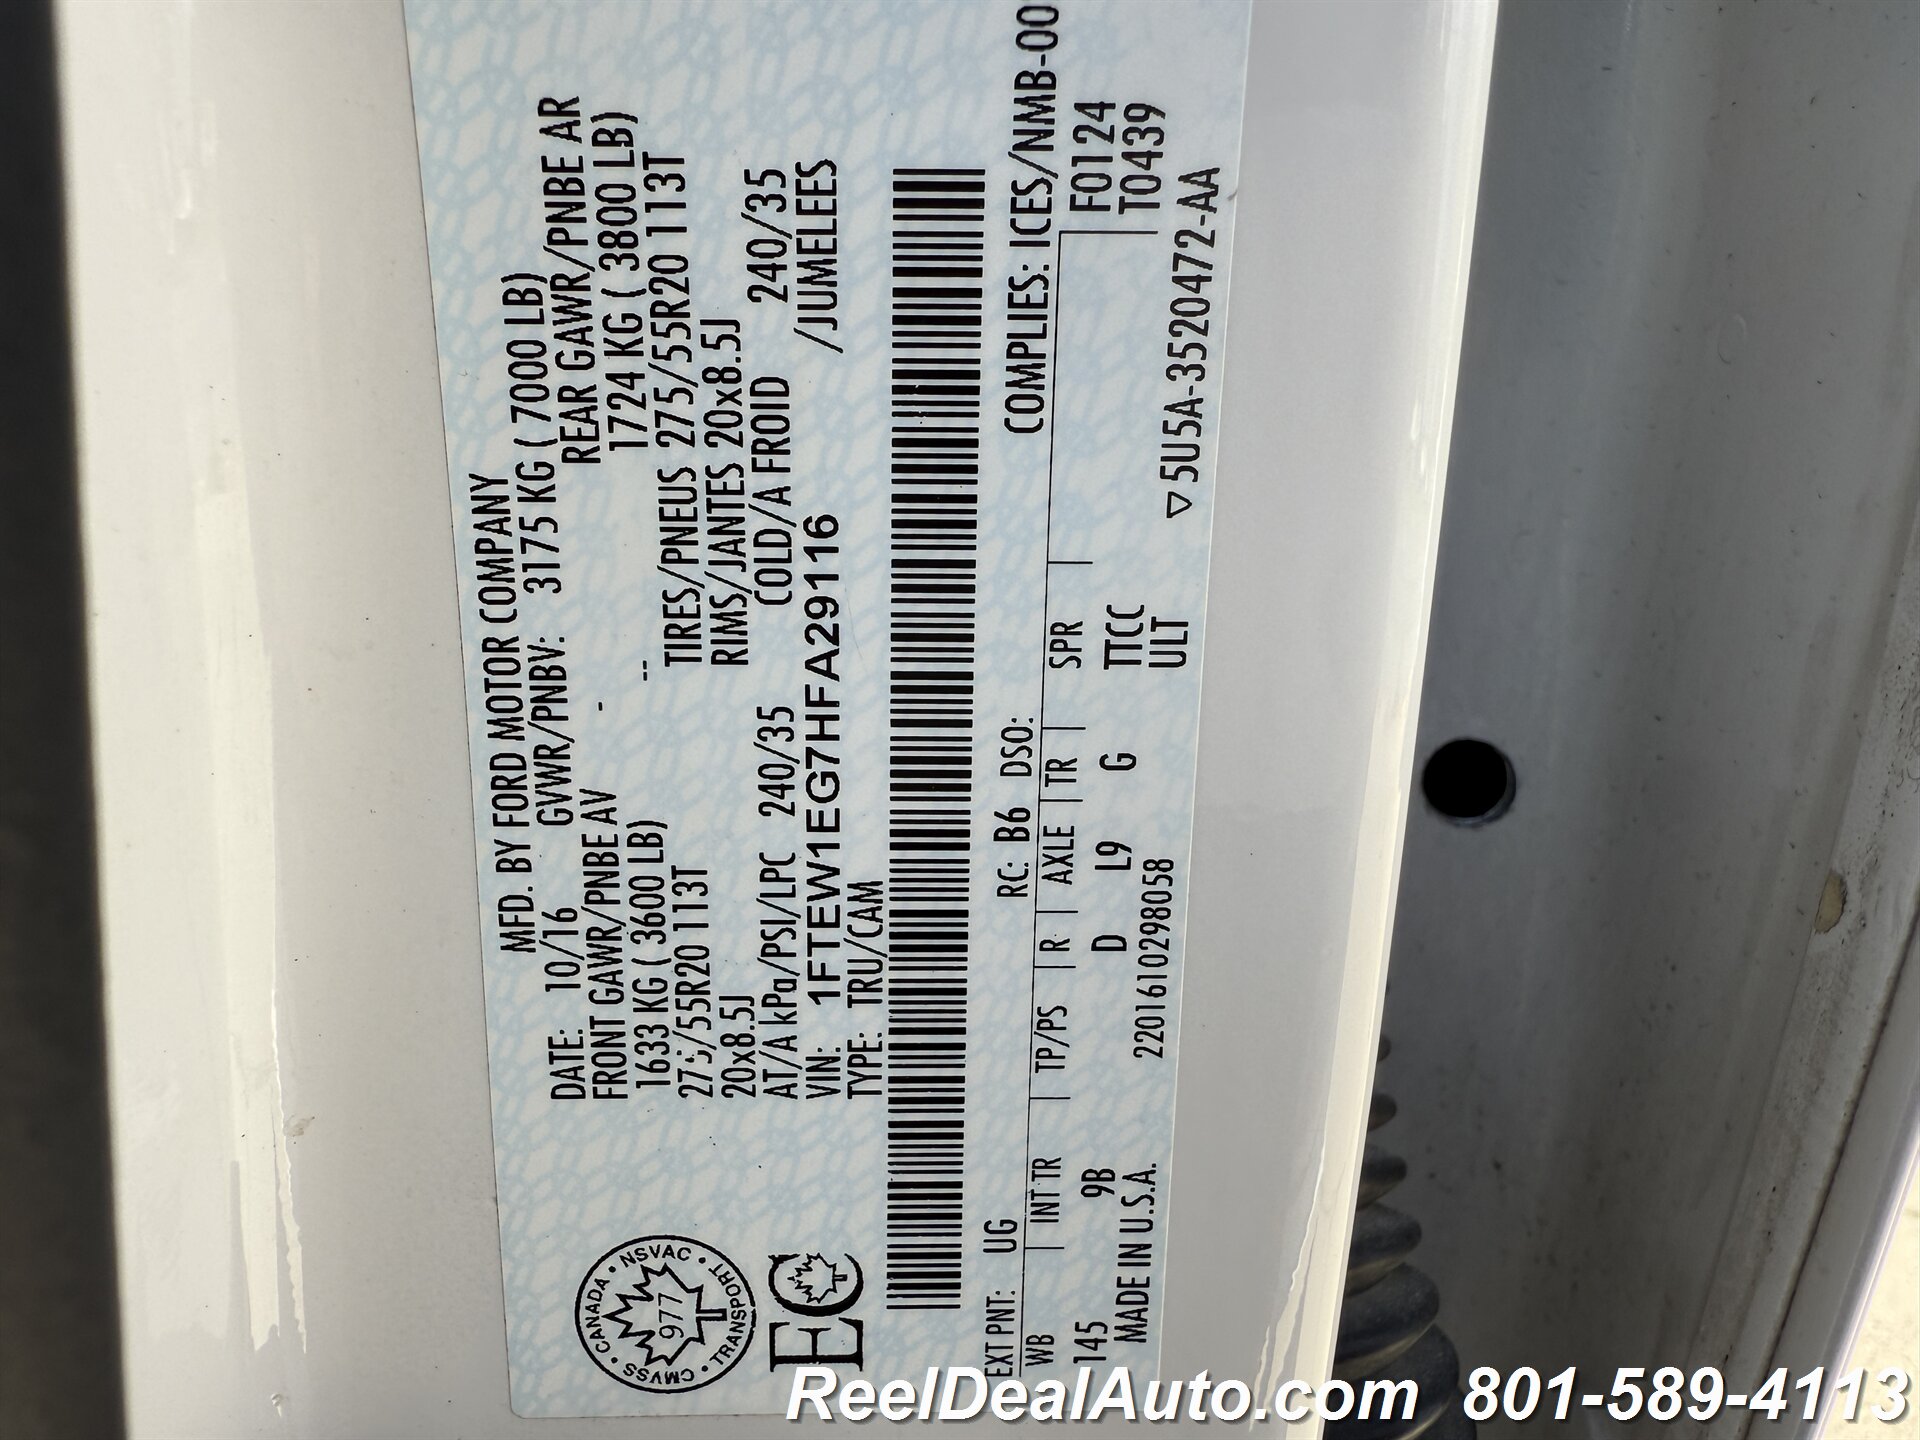 MFD. BY FORD MOTOR COMPANY
DATE: 10/16 GVWR/PNBV: 3175 KG ( 7000 LB)
FRONT GAWR/PNBE AV - REAR GAWR/PNBE AR
1633 KG ( 3600 LB) -- 1724 KG ( 3800 LB)
275/55R20 113T TIRES/PNEUS 275/55R20 113T
20x8.5J RIMS/JANTES 20x8.5J
AT/A kPa/PSI/LPC 240/35 COLD/A FROID 240/35
VIN: 1FTEW1EG7HFA29116 /JUMELEES
TYPE: TRU/CAM
CANADA • NSVAC • TRANSPORT • CMVSS •
977
EC
COMPLIES: ICES/NMB-00
EXT PNT: UG RC: B6 DSO:
F0124
WB INT TR TP/PS R AXLE TR SPR
T0439
145 9B D L9 G TTCC
MADE IN U.S.A. ULT
2201610298058
▽5U5A-3520472-AA
ReelDealAuto.com 801-589-4113